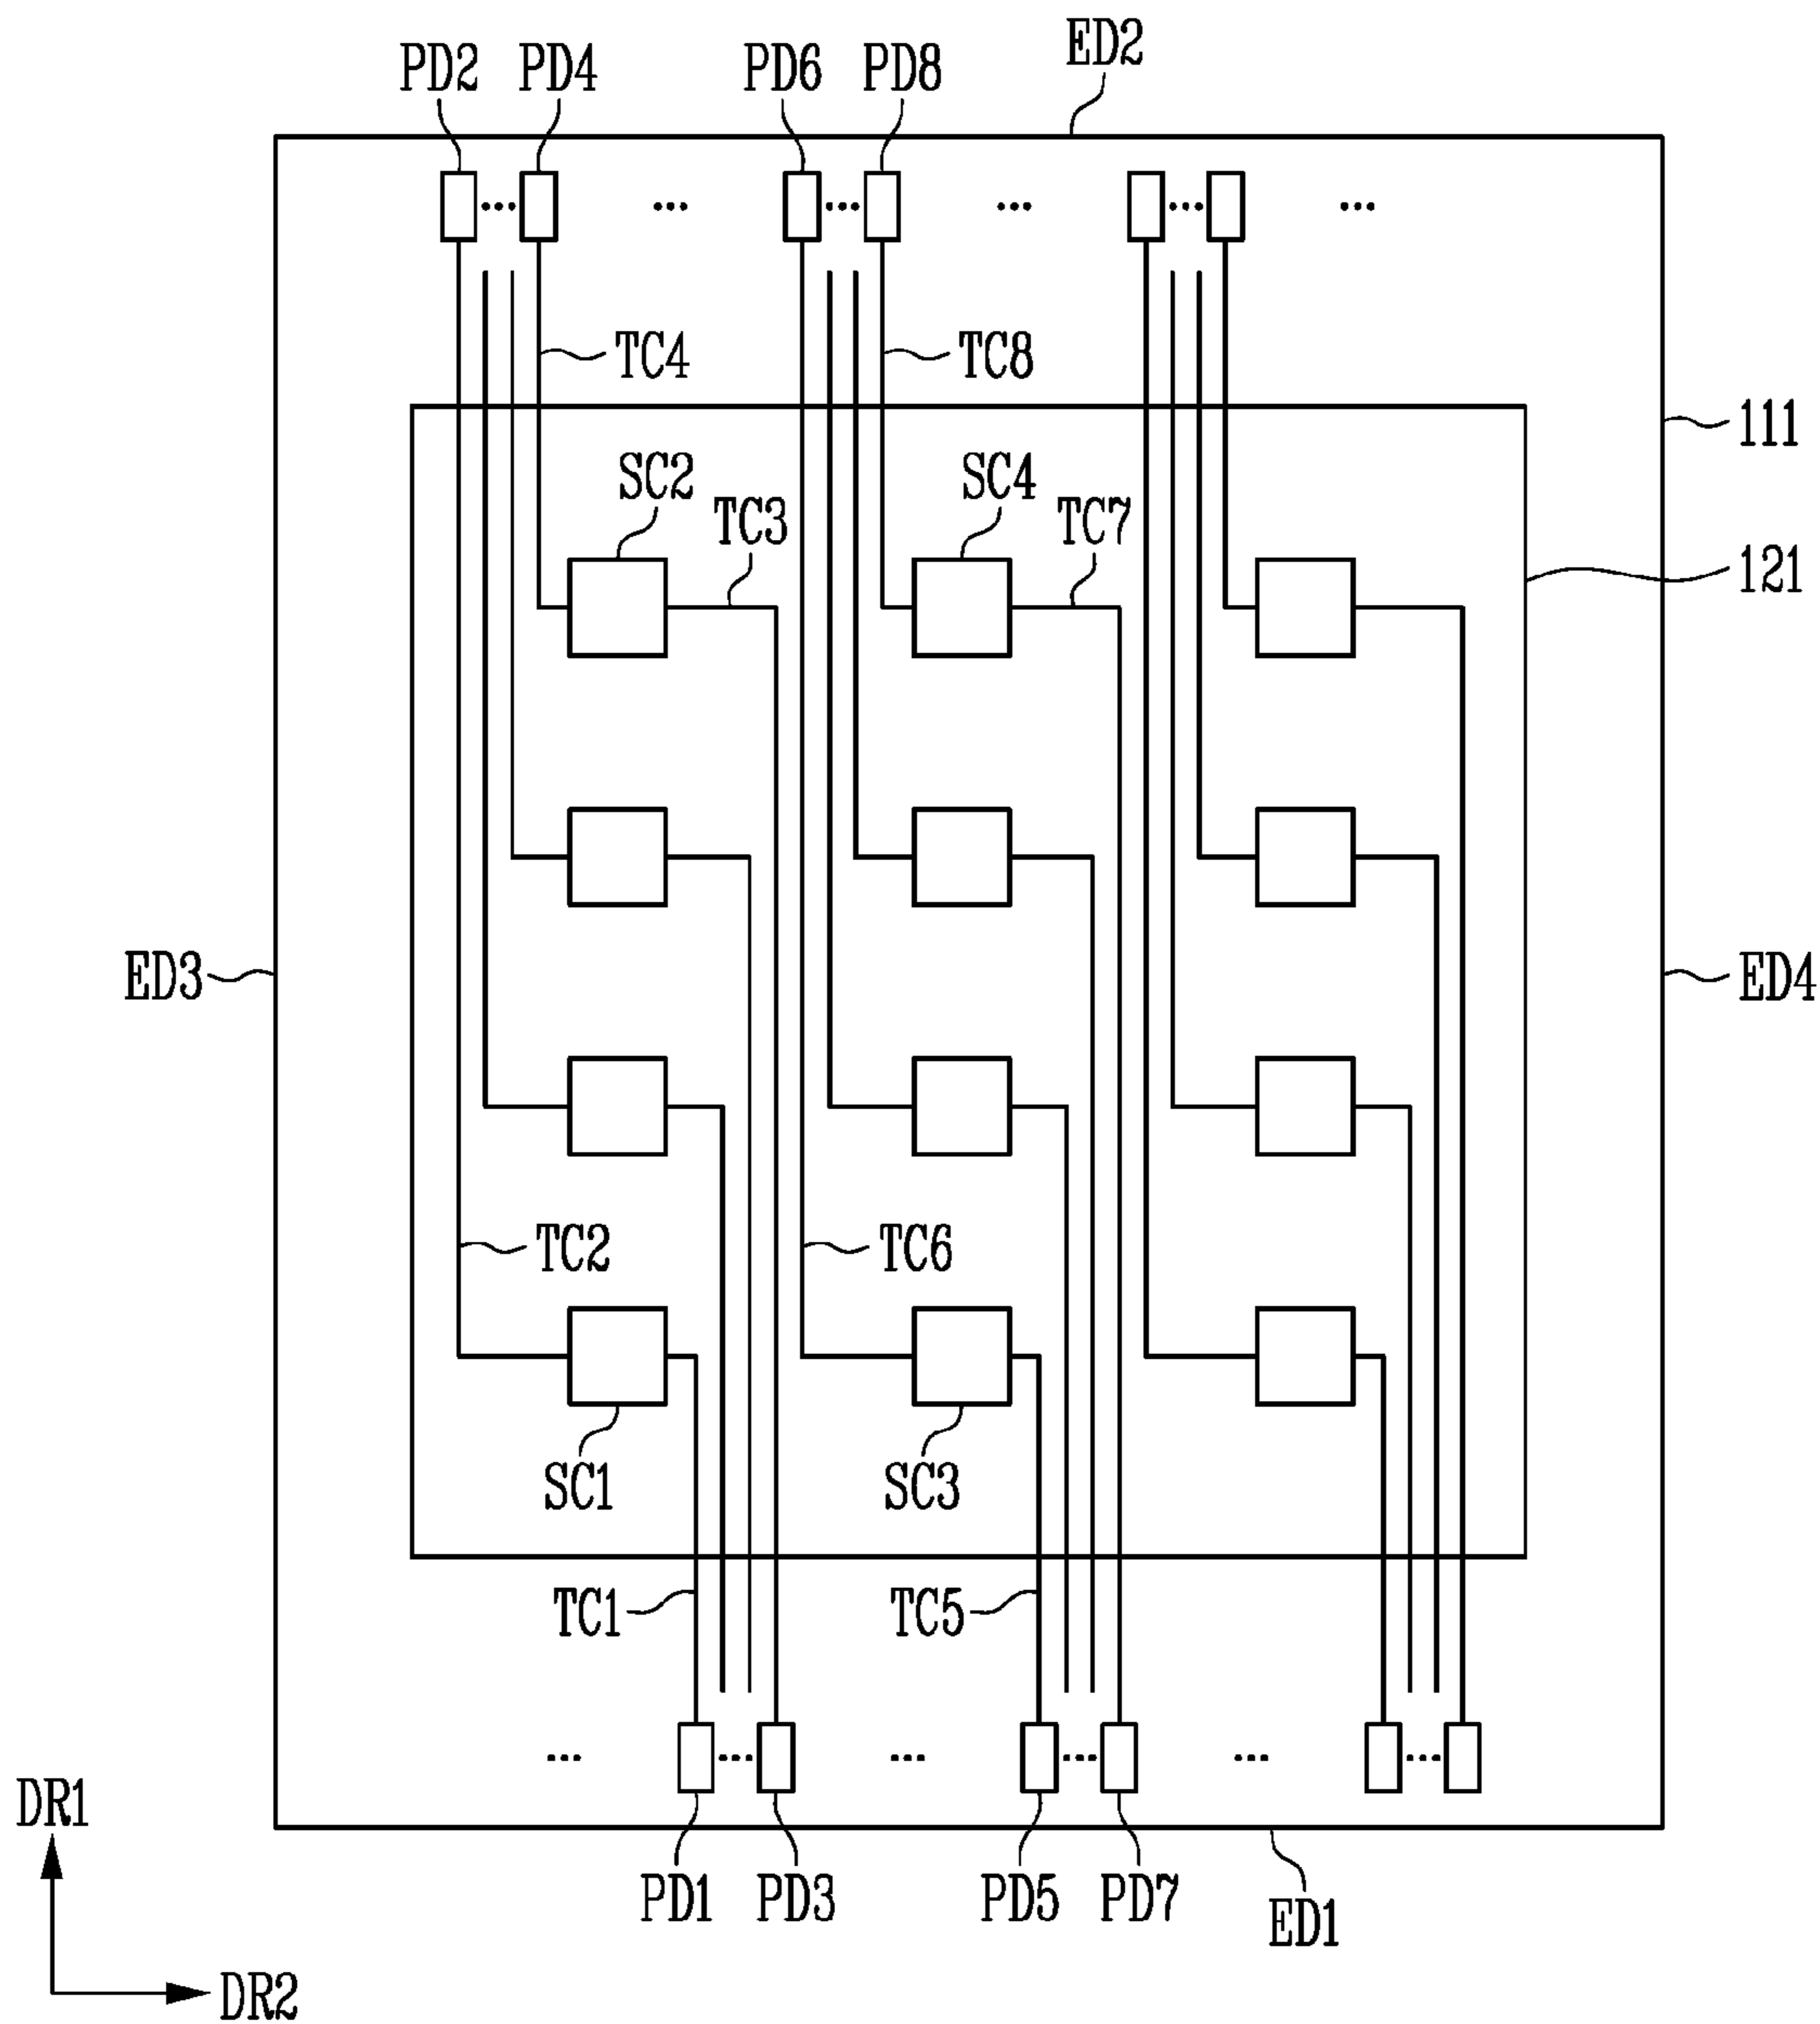 ED2
PD2 PD4 PD6 PD8
TC4 TC8
111
SC2 SC4
TC3 TC7
121
ED3 ED4
TC2 TC6
SC1 SC3
TC1 TC5
DR1
PD1 PD3 PD5 PD7
ED1
DR2